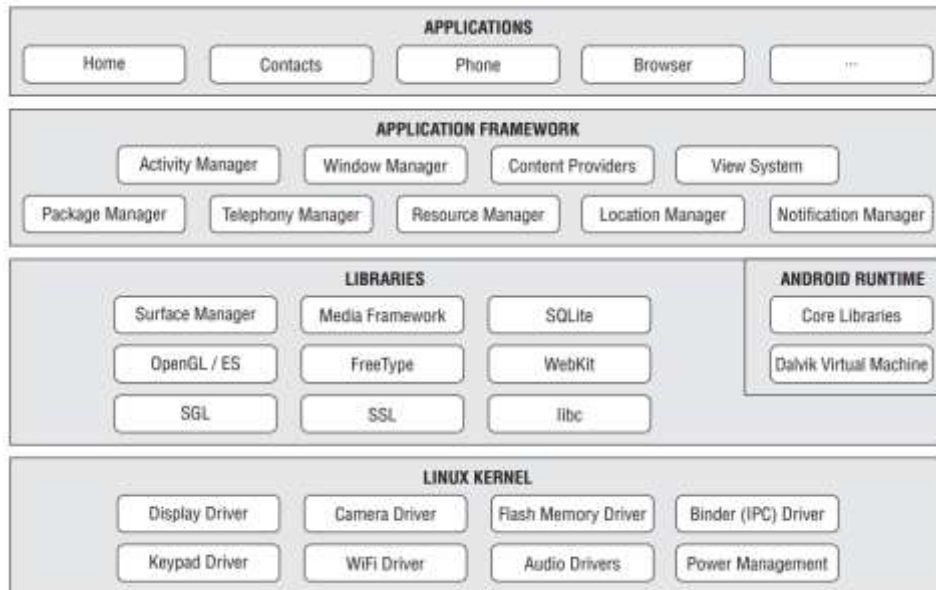 APPLICATIONS
Home Contacts Phone Browser ...
APPLICATION FRAMEWORK
Activity Manager Window Manager Content Providers View System
Package Manager Telephony Manager Resource Manager Location Manager Notification Manager
LIBRARIES
Surface Manager Media Framework SQLite
OpenGL / ES FreeType WebKit
SGL SSL libc
ANDROID RUNTIME
Core Libraries
Dalvik Virtual Machine
LINUX KERNEL
Display Driver Camera Driver Flash Memory Driver Binder (IPC) Driver
Keypad Driver WiFi Driver Audio Drivers Power Management